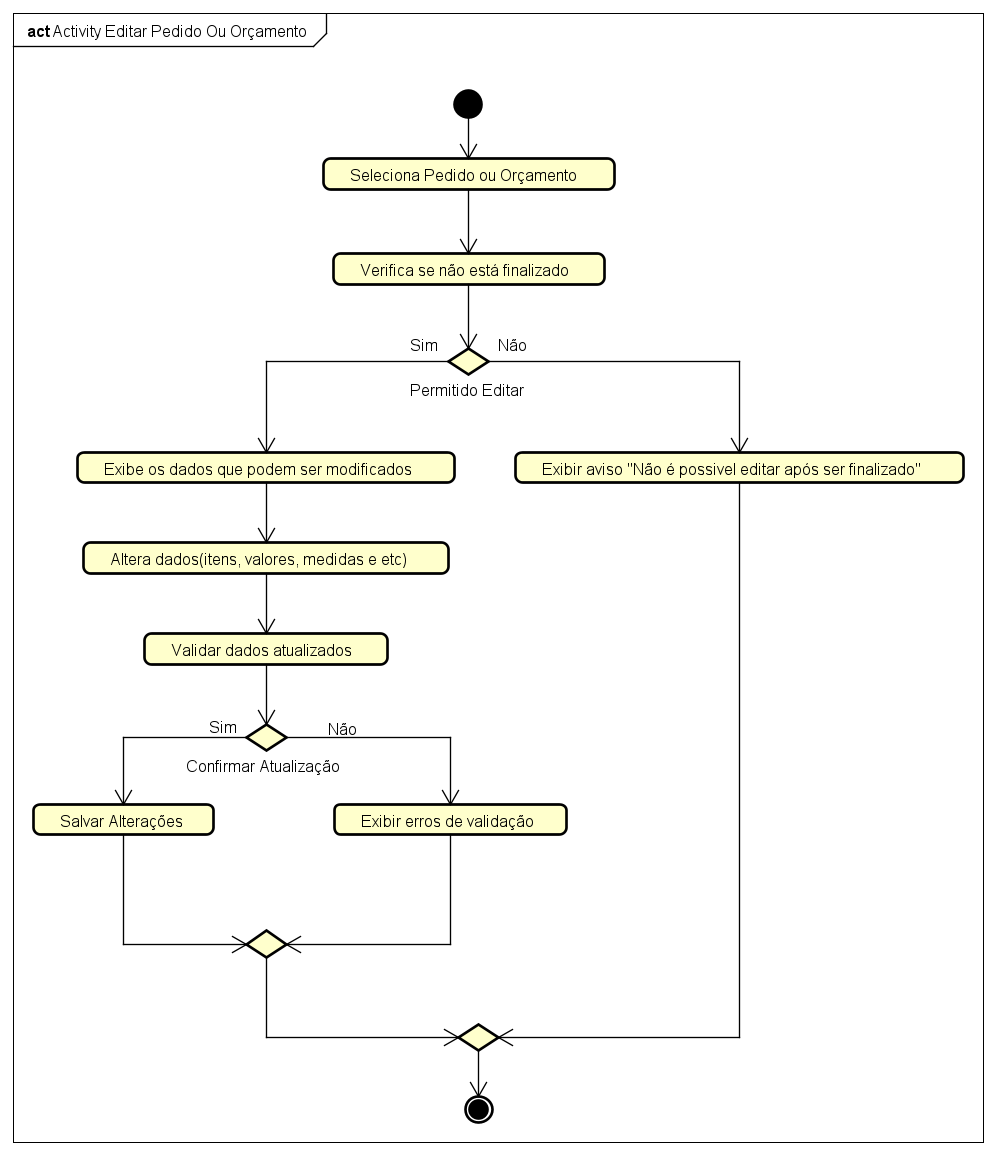 act Activity Editar Pedido Ou Orçamento
Seleciona Pedido ou Orçamento
Verifica se não está finalizado
Sim
Não
Permitido Editar
Exibe os dados que podem ser modificados
Exibir aviso "Não é possivel editar após ser finalizado"
Altera dados(itens, valores, medidas e etc)
Validar dados atualizados
Sim
Não
Confirmar Atualização
Salvar Alterações
Exibir erros de validação